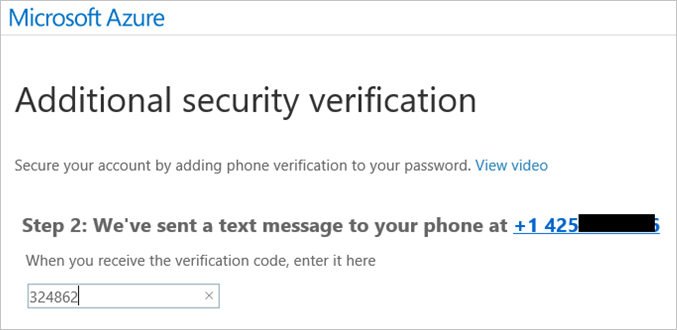 Microsoft Azure
Additional security verification
Secure your account by adding phone verification to your password. View video
Step 2: We've sent a text message to your phone at +1 425
When you receive the verification code, enter it here
324862